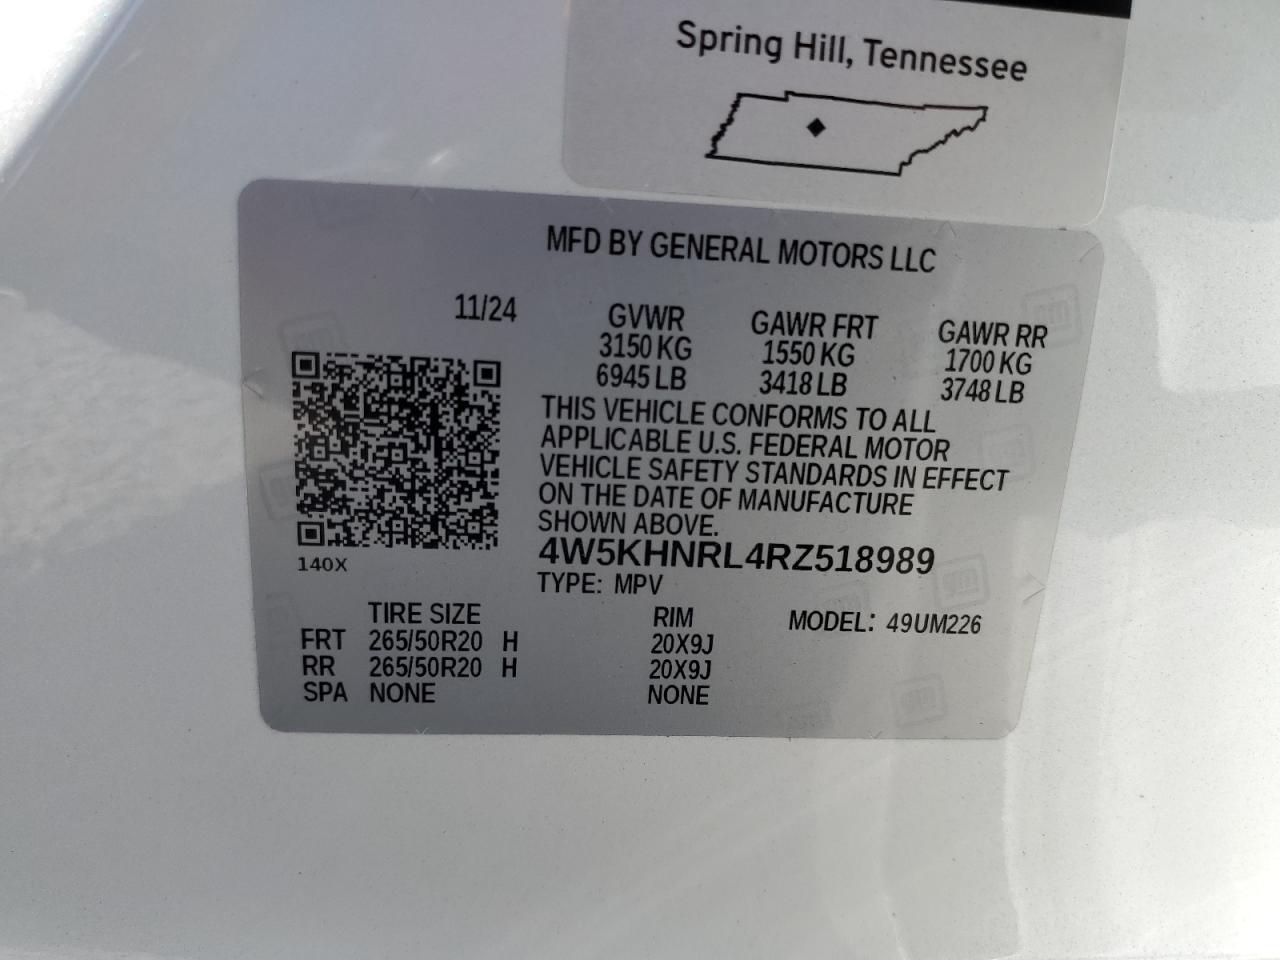 Spring Hill, Tennessee
MFD BY GENERAL MOTORS LLC
11/24
GVWR GAWR FRT GAWR RR
3150 KG 1550 KG 1700 KG
6945 LB 3418 LB 3748 LB
THIS VEHICLE CONFORMS TO ALL
APPLICABLE U.S. FEDERAL MOTOR
VEHICLE SAFETY STANDARDS IN EFFECT
ON THE DATE OF MANUFACTURE
SHOWN ABOVE.
4W5KHNRL4RZ518989
140X
TYPE: MPV
TIRE SIZE RIM MODEL: 49UM226
FRT 265/50R20 H 20X9J
RR 265/50R20 H 20X9J
SPA NONE NONE